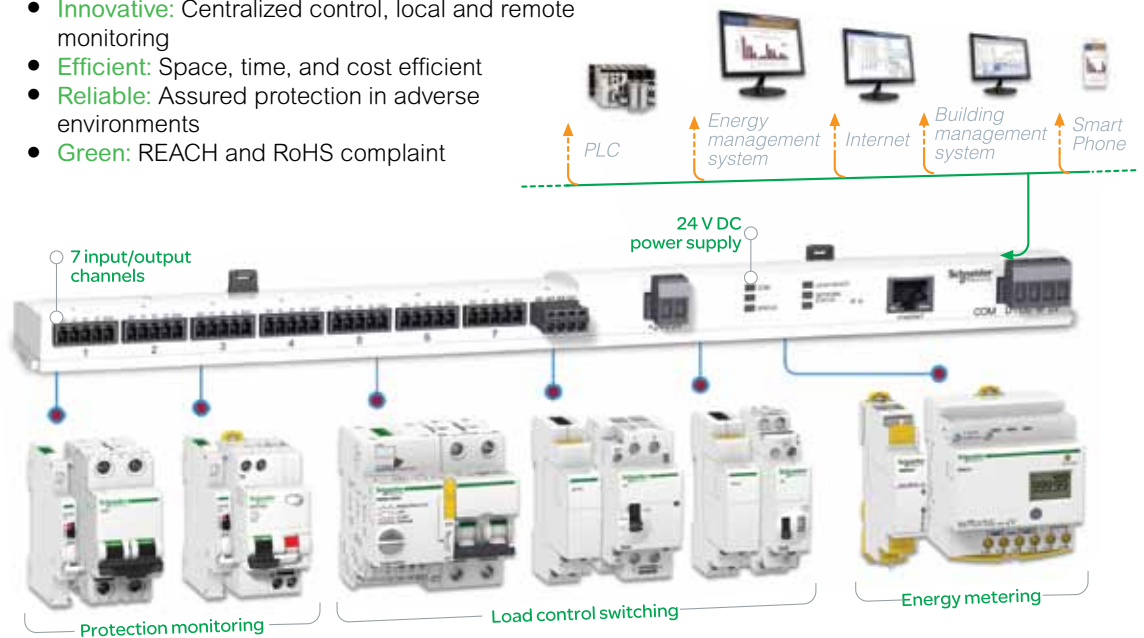 Innovative: Centralized control, local and remote
monitoring
Efficient: Space, time, and cost efficient
Reliable: Assured protection in adverse
environments
Green: REACH and RoHS complaint
PLC
Energy
management
system
Internet
Building
management
system
Smart
Phone
7 input/output
channels
24 V DC
power supply
Schneider
COM
1
2
3
4
5
6
7
Protection monitoring
Load control switching
Energy metering